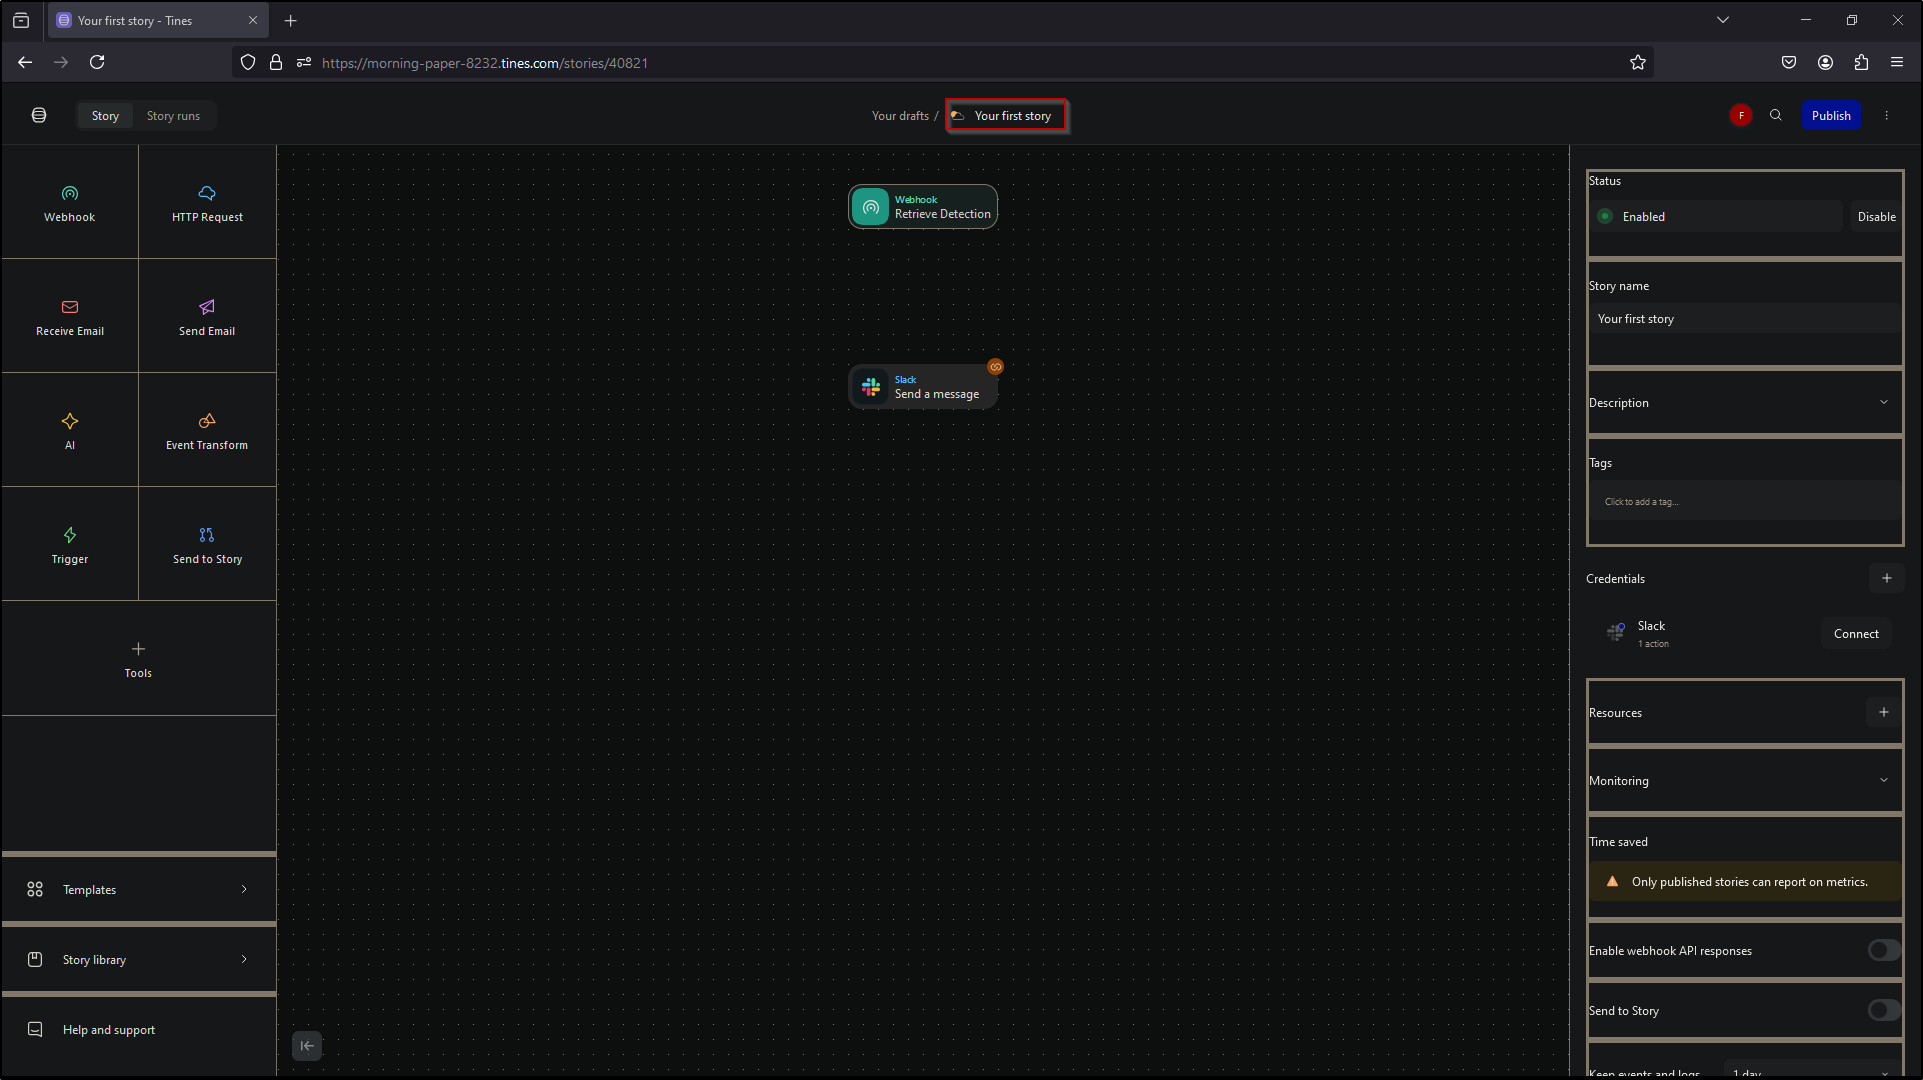 Your first story - Tines
https://morning-paper-8232.tines.com/stories/40821
Story
Story runs
Your drafts /
Your first story
F
Publish
Webhook
HTTP Request
Receive Email
Send Email
AI
Event Transform
Trigger
Send to Story
Tools
Templates
Story library
Help and support
Webhook
Retrieve Detection
Slack
Send a message
Status
Enabled
Disable
Story name
Your first story
Description
Tags
Click to add a tag...
Credentials
Slack
1 action
Connect
Resources
Monitoring
Time saved
Only published stories can report on metrics.
Enable webhook API responses
Send to Story
Keep events and logs
1 day